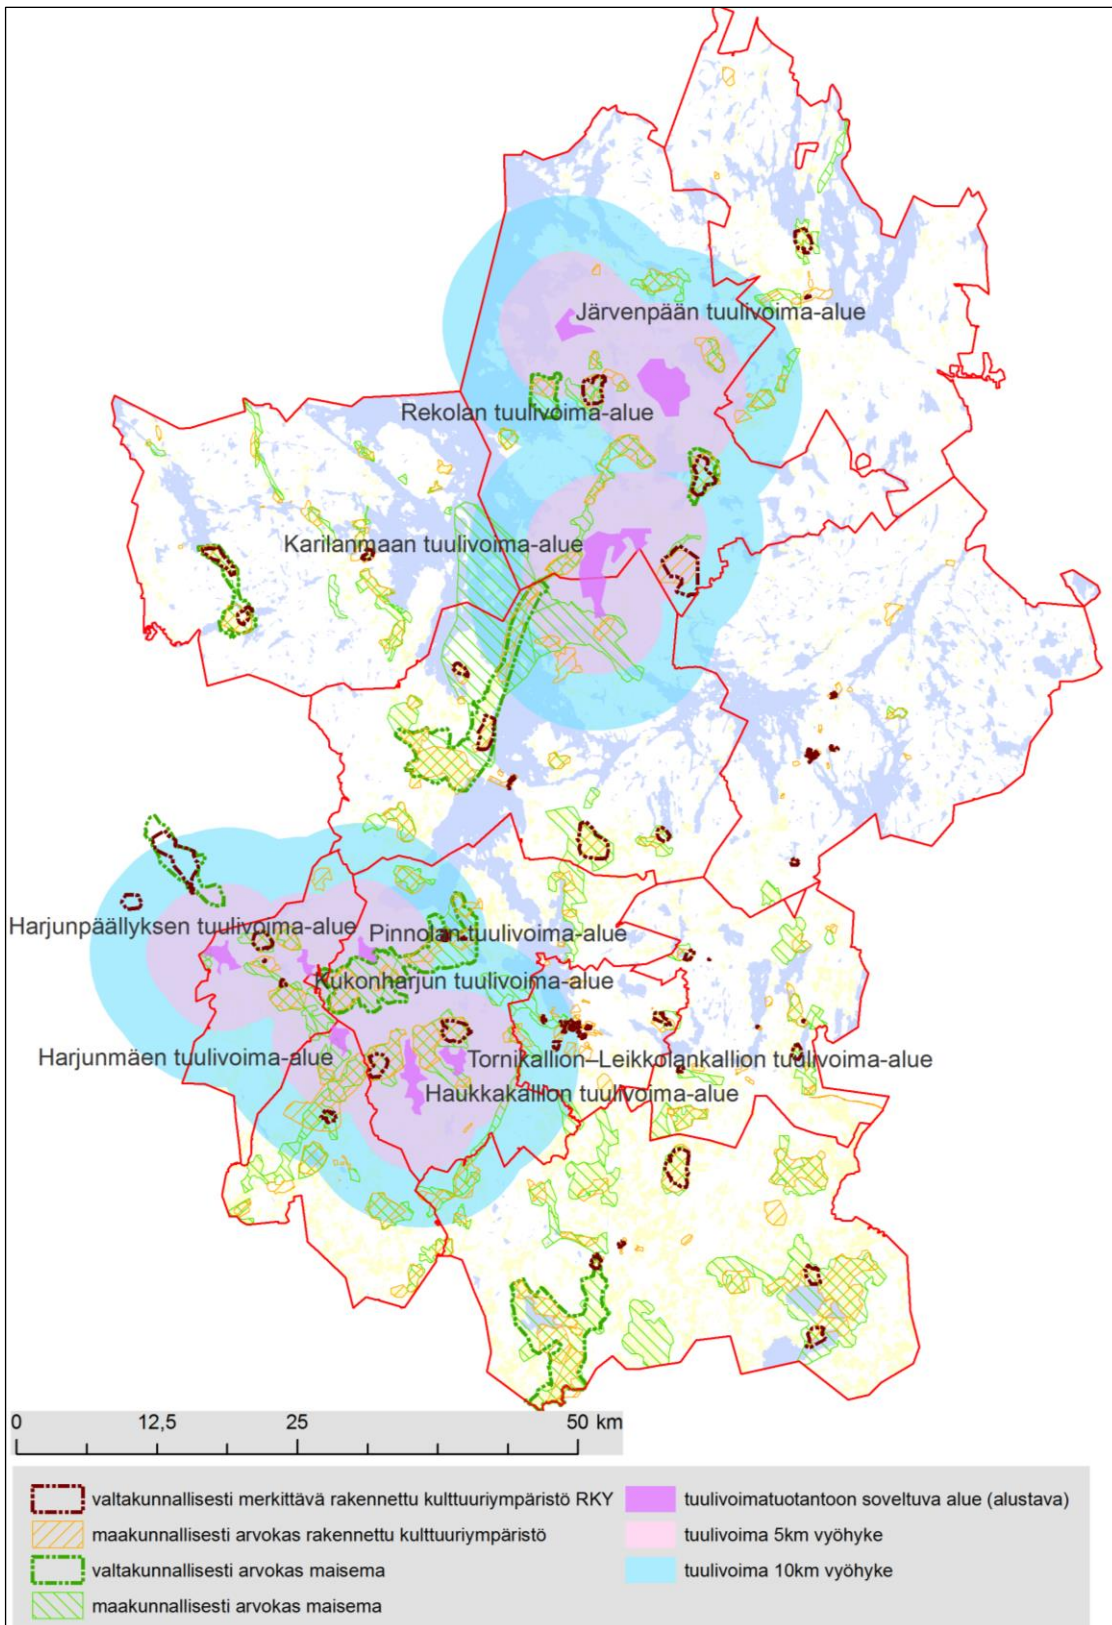 Järvenpään tuulivoima-alue
Rekolan tuulivoima-alue
Karilanmaan tuulivoima-alue
Harjunpäällyksen tuulivoima-alue
Pinnolan tuulivoima-alue
Kukonharjun tuulivoima-alue
Harjunmäen tuulivoima-alue
Tornikallion–Leikkolankallion tuulivoima-alue
Haukkakallion tuulivoima-alue
0 12,5 25 50 km
valtakunnallisesti merkittävä rakennettu kulttuuriympäristö RKY
maakunnallisesti arvokas rakennettu kulttuuriympäristö
valtakunnallisesti arvokas maisema
maakunnallisesti arvokas maisema
tuulivoimatuotantoon soveltuva alue (alustava)
tuulivoima 5km vyöhyke
tuulivoima 10km vyöhyke